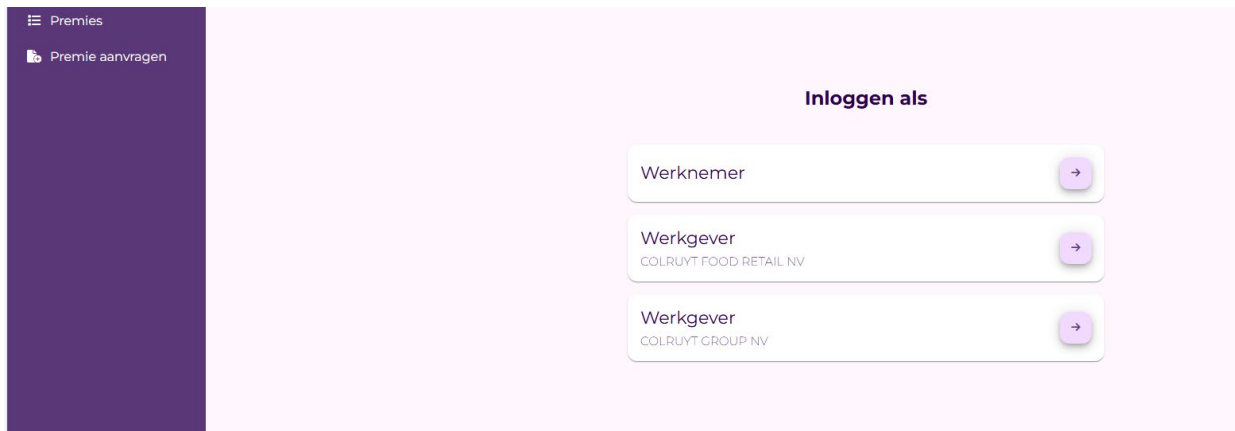 Premies
Premie aanvragen
Inloggen als
Werknemer
Werkgever
COLRUYT FOOD RETAIL NV
Werkgever
COLRUYT GROUP NV